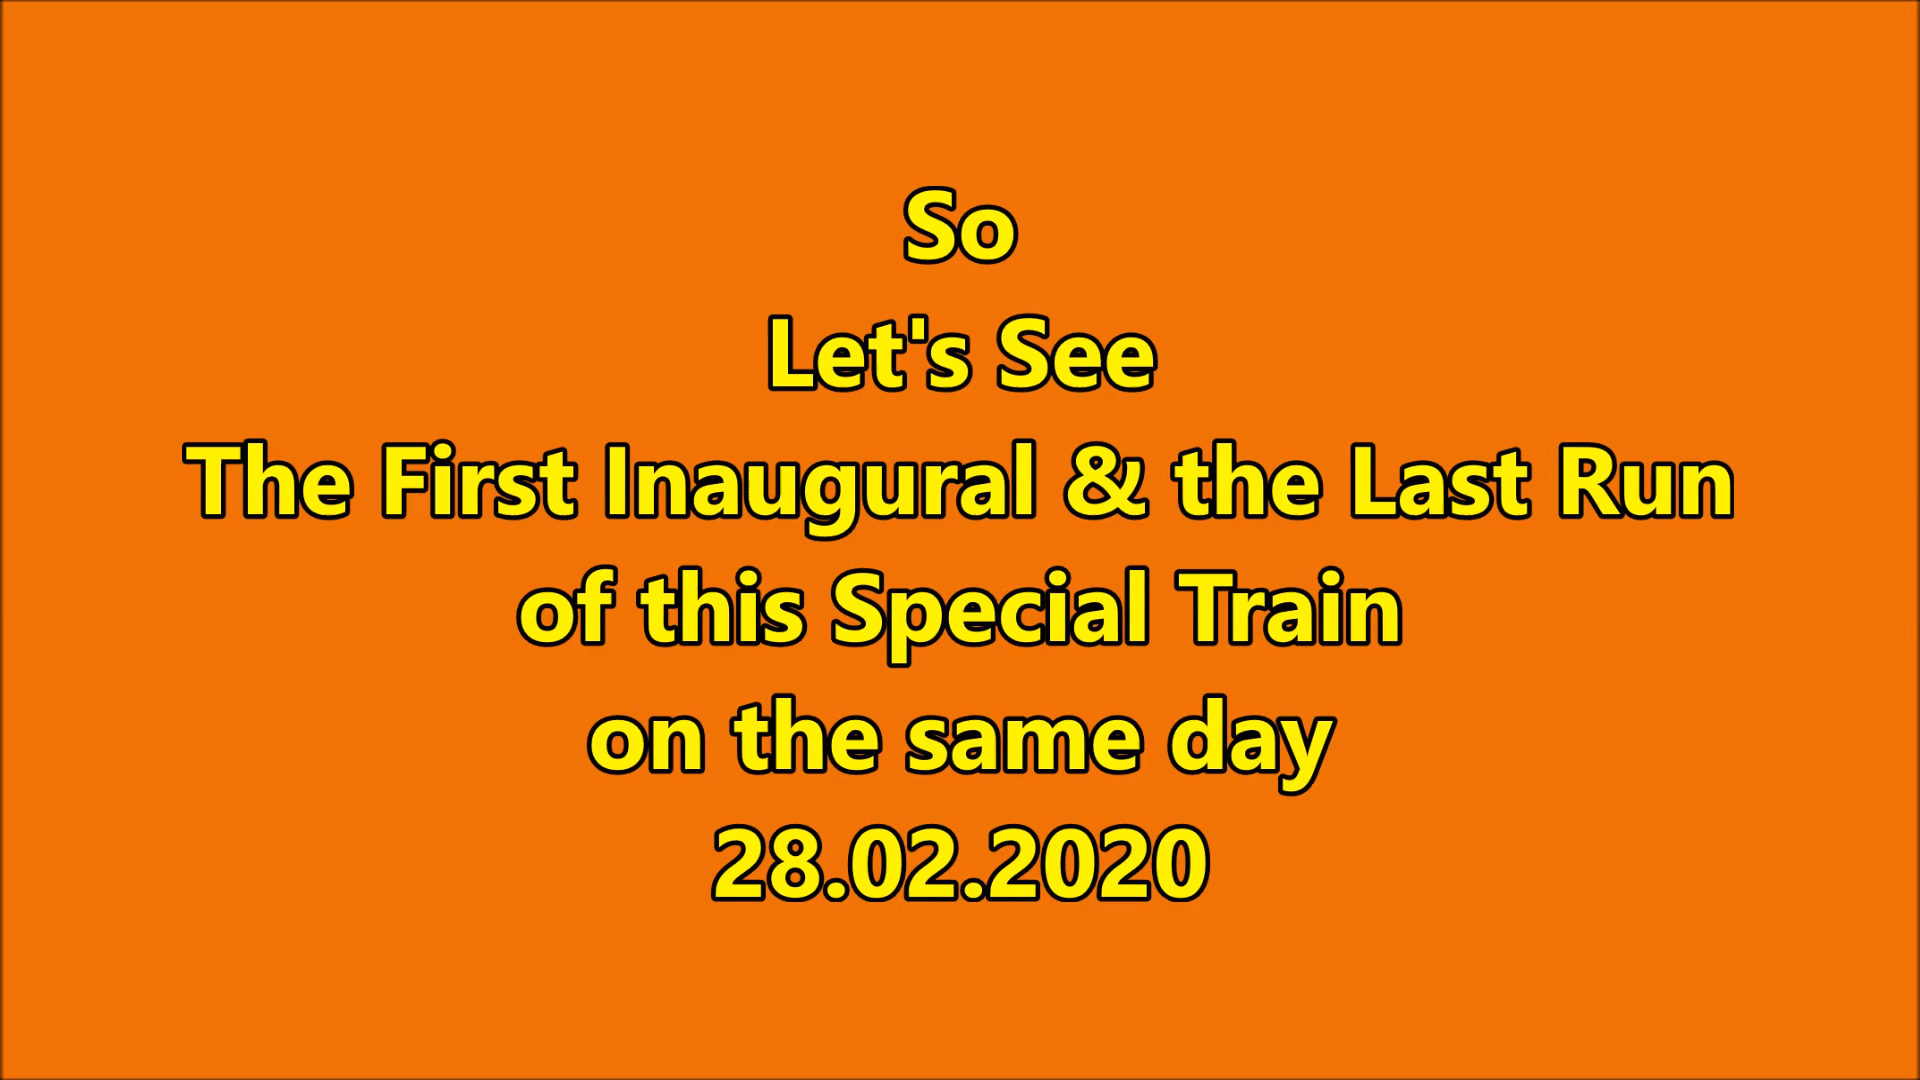 So
Let's See
The First Inaugural & the Last Run
of this Special Train
on the same day
28.02.2020